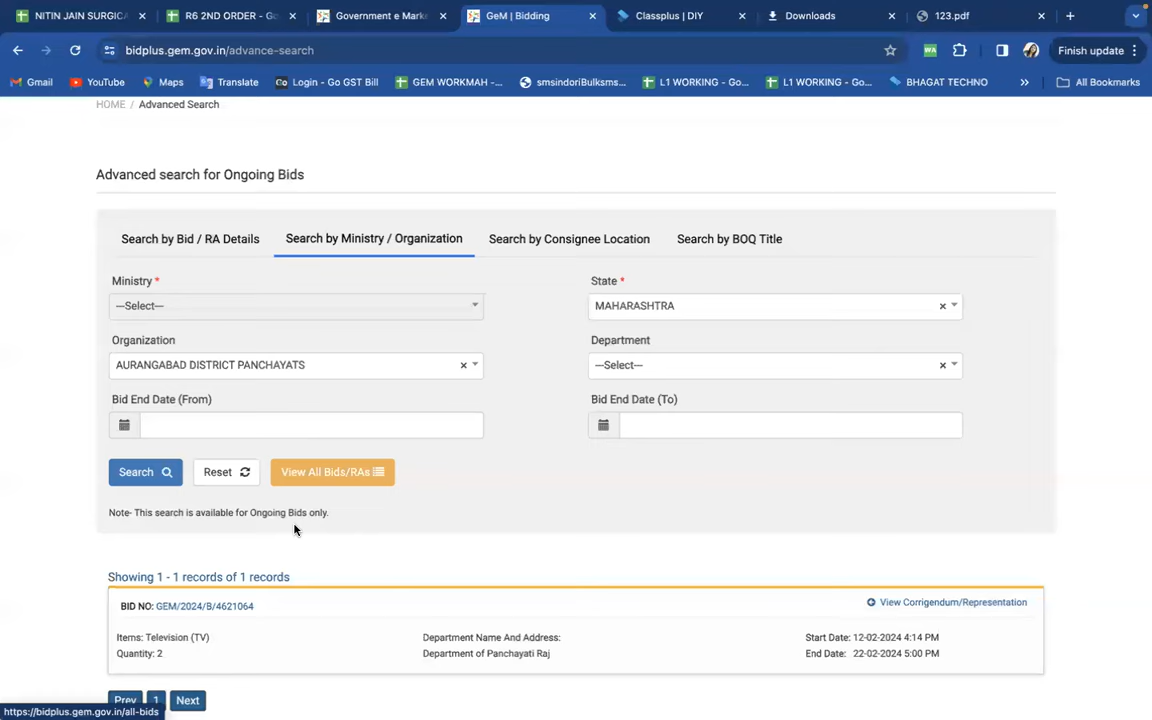 NITIN JAIN SURGICA
R6 2ND ORDER - Go
Government e Mark
GeM | Bidding
Classplus | DIY
Downloads
123.pdf
bidplus.gem.gov.in/advance-search
Finish update
Gmail
YouTube
Maps
Translate
Login - Go GST Bill
GEM WORKMAH -...
smsindoriBulksms...
L1 WORKING - Go...
L1 WORKING - Go...
BHAGAT TECHNO
All Bookmarks
HOME / Advanced Search
Advanced search for Ongoing Bids
Search by Bid / RA Details
Search by Ministry / Organization
Search by Consignee Location
Search by BOQ Title
Ministry *
State *
---Select---
MAHARASHTRA
Organization
Department
AURANGABAD DISTRICT PANCHAYATS
---Select---
Bid End Date (From)
Bid End Date (To)
Search
Reset
View All Bids/RAs
Note- This search is available for Ongoing Bids only.
Showing 1 - 1 records of 1 records
BID NO: GEM/2024/B/4621064
View Corrigendum/Representation
Items: Television (TV)
Department Name And Address:
Start Date: 12-02-2024 4:14 PM
Quantity: 2
Department of Panchayati Raj
End Date: 22-02-2024 5:00 PM
Prev 1 Next
https://bidplus.gem.gov.in/all-bids